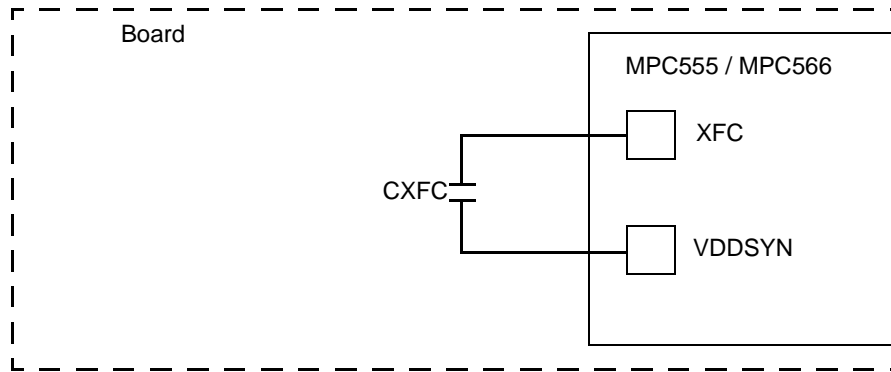 Board
MPC555 / MPC566
XFC
CXFC
VDDSYN